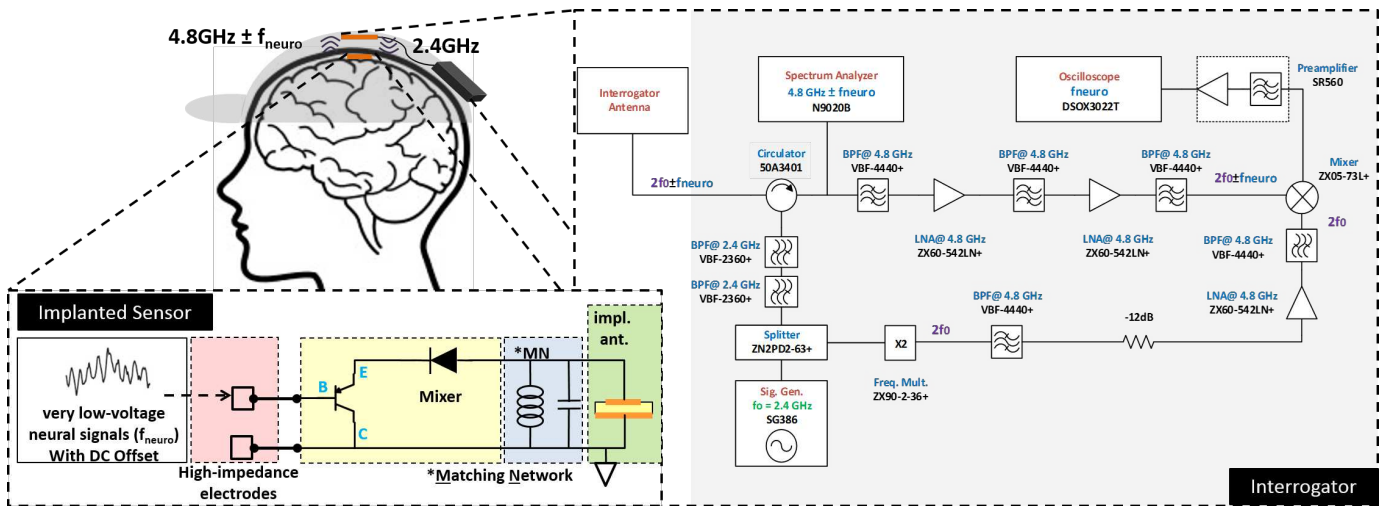 4.8GHz ± fneuro
2.4GHz
Implanted Sensor
very low-voltage
neural signals (fneuro)
With DC Offset
High-impedance
electrodes
B
E
C
Mixer
*MN
*Matching Network
impl.
ant.
Interrogator
Antenna
Spectrum Analyzer
4.8 GHz ± fneuro
N9020B
Oscilloscope
fneuro
DSOX3022T
Preamplifier
SR560
Circulator
50A3401
BPF@ 4.8 GHz
VBF-4440+
BPF@ 4.8 GHz
VBF-4440+
BPF@ 4.8 GHz
VBF-4440+
Mixer
ZX05-73L+
2f0±fneuro
2f0±fneuro
2f0
LNA@ 4.8 GHz
ZX60-542LN+
LNA@ 4.8 GHz
ZX60-542LN+
BPF@ 2.4 GHz
VBF-2360+
BPF@ 2.4 GHz
VBF-2360+
BPF@ 4.8 GHz
VBF-4440+
LNA@ 4.8 GHz
ZX60-542LN+
BPF@ 4.8 GHz
VBF-4440+
-12dB
Splitter
ZN2PD2-63+
X2
2f0
Freq. Mult.
ZX90-2-36+
Sig. Gen.
fo = 2.4 GHz
SG386
Interrogator